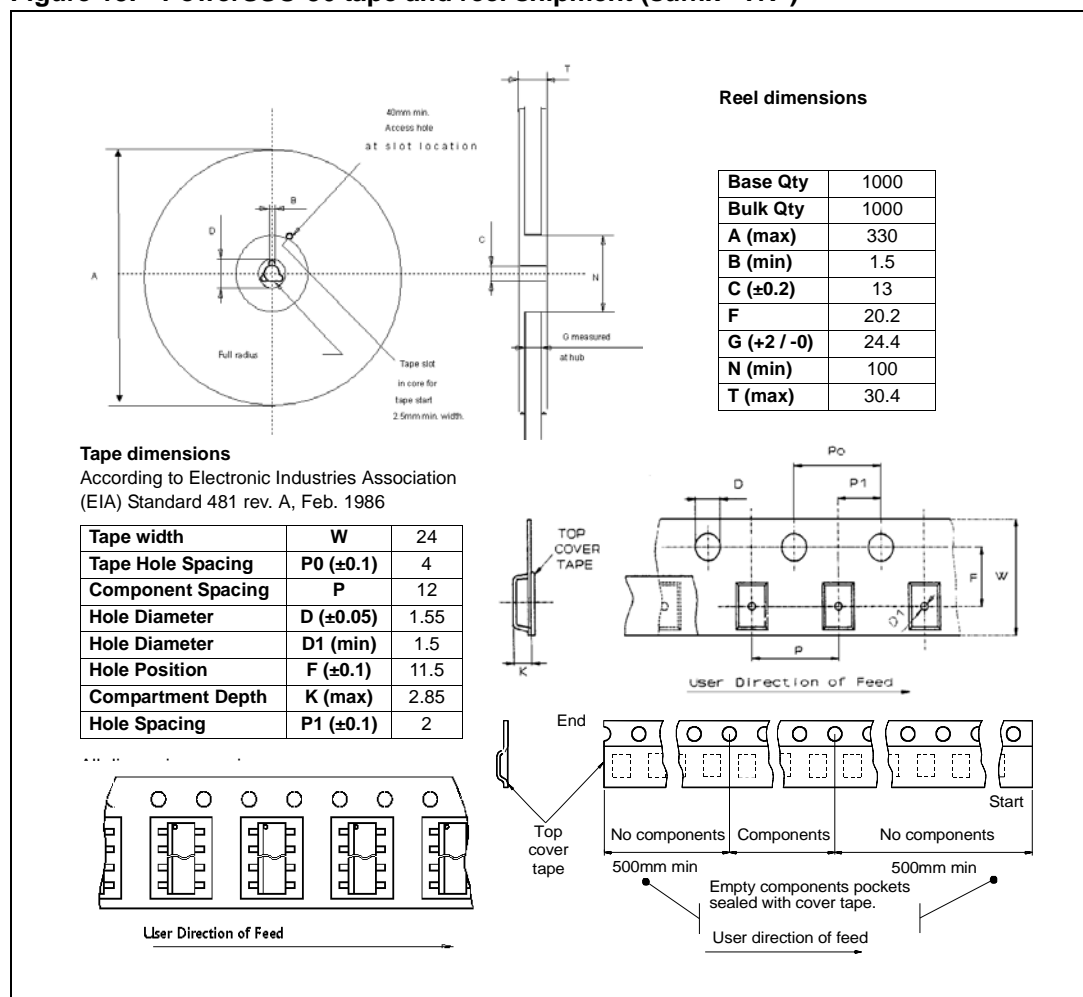 T
Reel dimensions
40mm min.
Access hole
at slot location
B
D
A
C
N
Full radius
Tape slot
in core for
tape start
2.5mm min. width.
G measured
at hub
Base Qty 1000
Bulk Qty 1000
A (max) 330
B (min) 1.5
C (±0.2) 13
F 20.2
G (+2 / -0) 24.4
N (min) 100
T (max) 30.4
Tape dimensions
According to Electronic Industries Association
(EIA) Standard 481 rev. A, Feb. 1986
Tape width W 24
Tape Hole Spacing P0 (±0.1) 4
Component Spacing P 12
Hole Diameter D (±0.05) 1.55
Hole Diameter D1 (min) 1.5
Hole Position F (±0.1) 11.5
Compartment Depth K (max) 2.85
Hole Spacing P1 (±0.1) 2
Po
D
P1
TOP
COVER
TAPE
F
W
D1
K
P
User Direction of Feed
End
Start
Top
cover
tape
No components
Components
No components
500mm min
500mm min
Empty components pockets
sealed with cover tape.
User direction of feed
User Direction of Feed